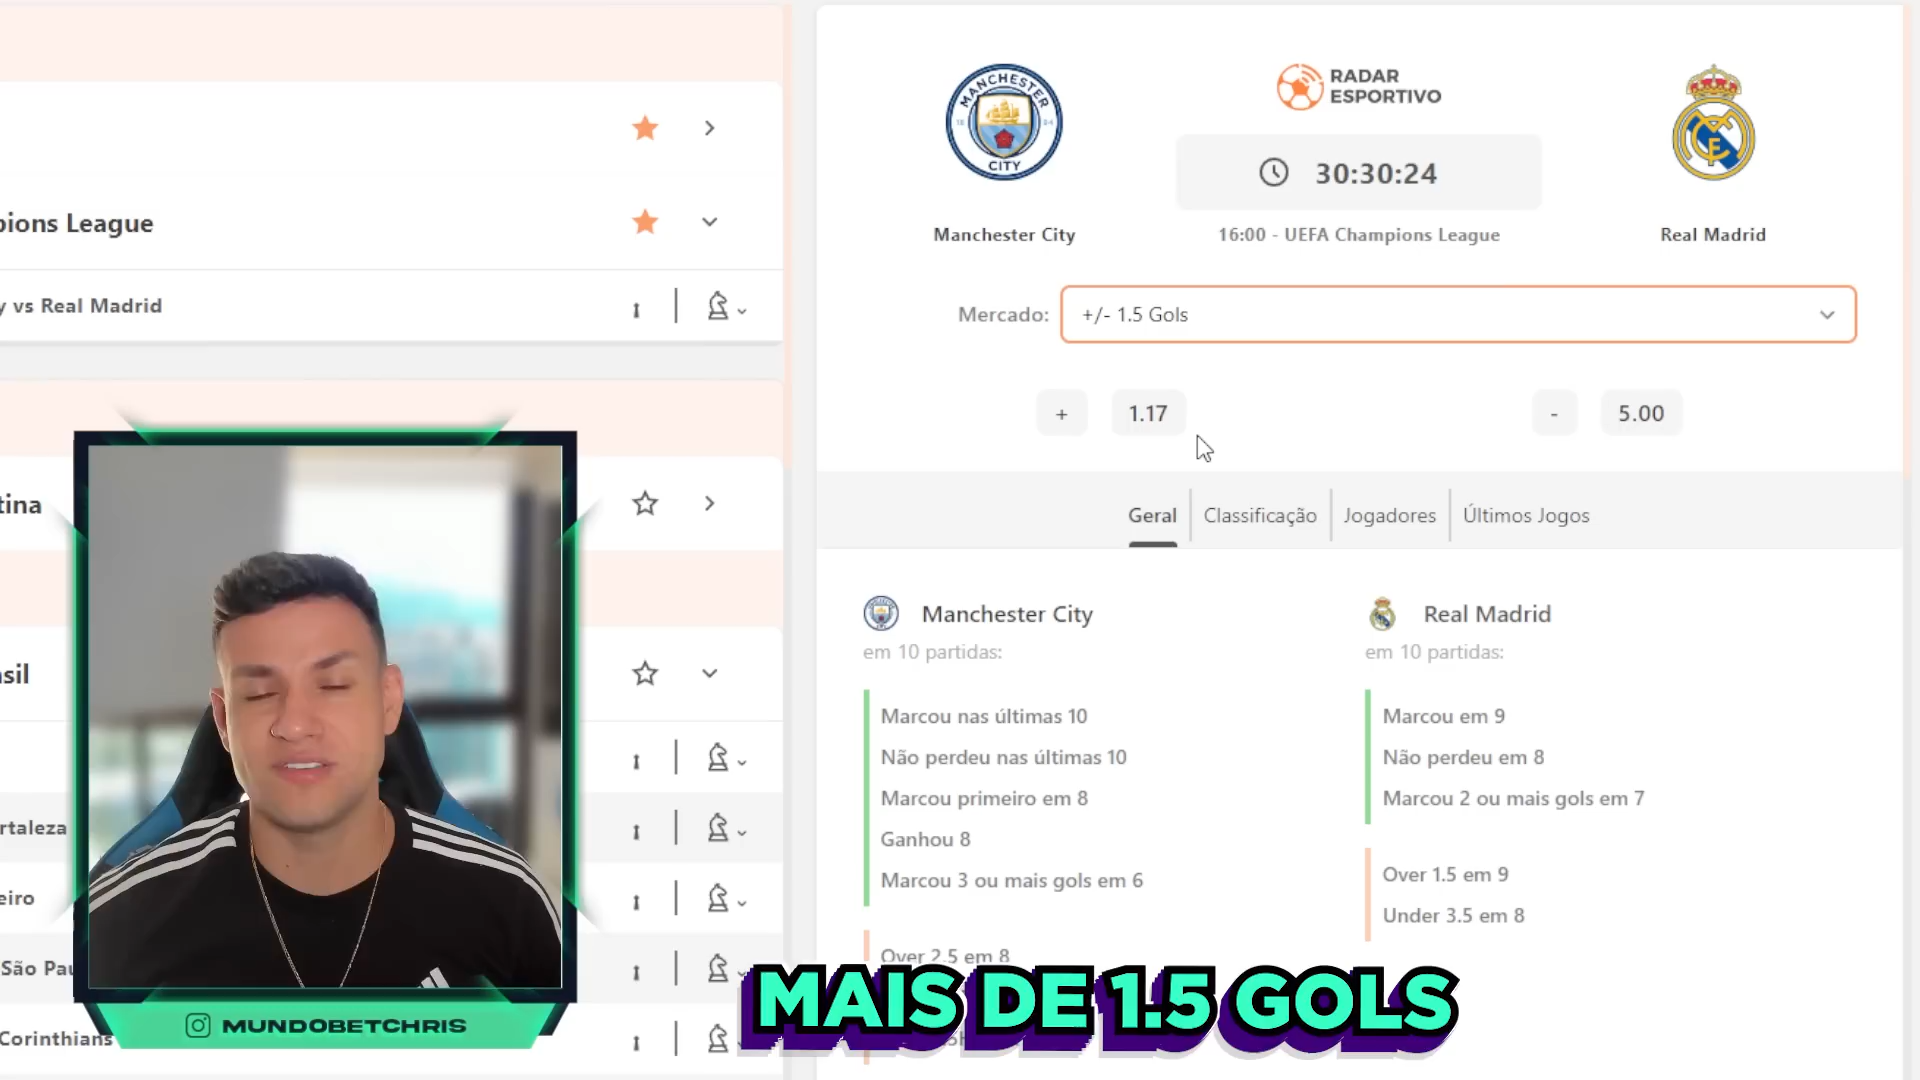 pions League
y vs Real Madrid
tina
sil
rtaleza
eiro
São Pau
Corinthians
MUNDOBETCHRIS
MANCHESTER
CITY
RADAR
ESPORTIVO
30:30:24
Manchester City
16:00 - UEFA Champions League
Real Madrid
Mercado:
+/- 1.5 Gols
+
1.17
-
5.00
Geral
Classificação
Jogadores
Últimos Jogos
Manchester City
em 10 partidas:
Marcou nas últimas 10
Não perdeu nas últimas 10
Marcou primeiro em 8
Ganhou 8
Marcou 3 ou mais gols em 6
Over 2.5 em 8
Real Madrid
em 10 partidas:
Marcou em 9
Não perdeu em 8
Marcou 2 ou mais gols em 7
Over 1.5 em 9
Under 3.5 em 8
MAIS DE 1.5 GOLS